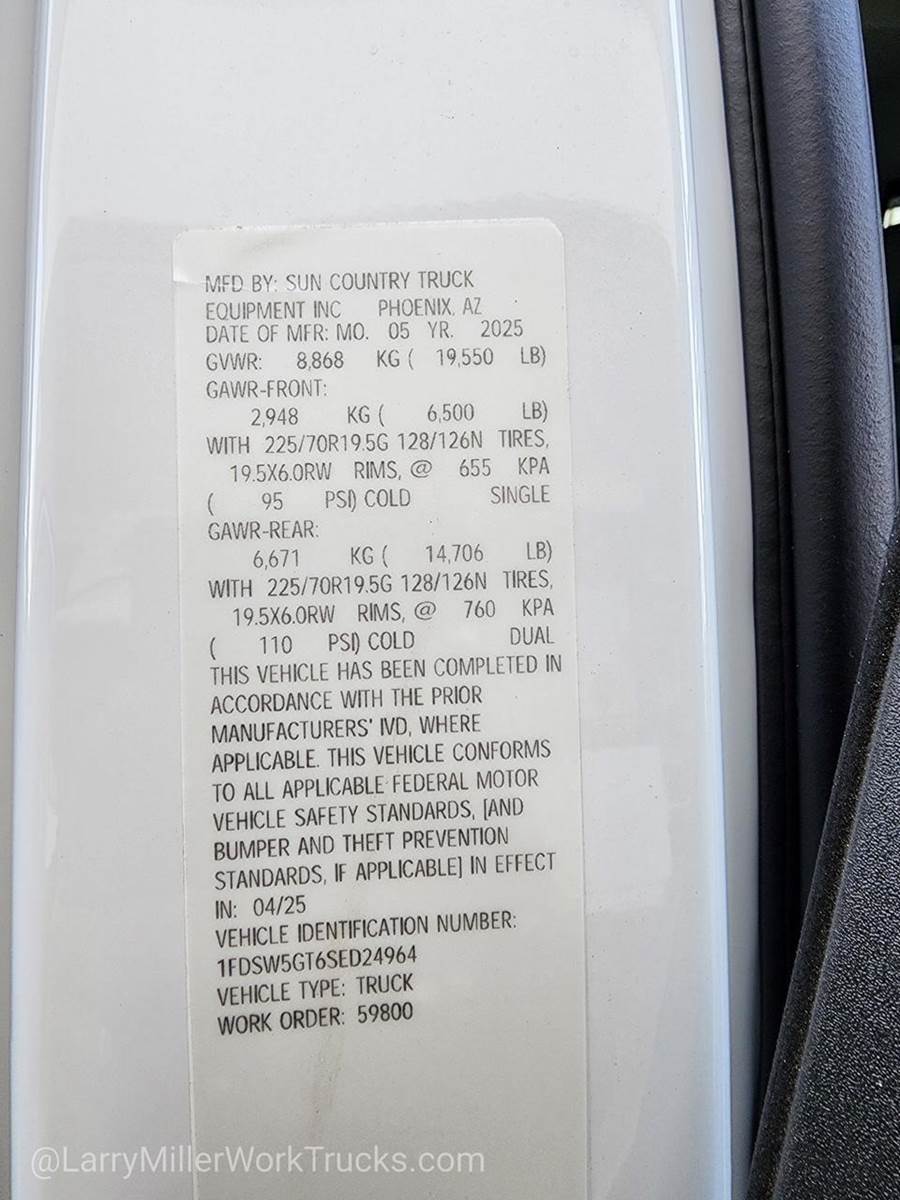 MFD BY: SUN COUNTRY TRUCK
EQUIPMENT INC PHOENIX, AZ
DATE OF MFR: MO. 05 YR. 2025
GVWR: 8,868 KG ( 19,550 LB)
GAWR-FRONT:
2,948 KG ( 6,500 LB)
WITH 225/70R19.5G 128/126N TIRES,
19.5X6.0RW RIMS, @ 655 KPA
( 95 PSI) COLD SINGLE
GAWR-REAR:
6,671 KG ( 14,706 LB)
WITH 225/70R19.5G 128/126N TIRES,
19.5X6.0RW RIMS, @ 760 KPA
( 110 PSI) COLD DUAL
THIS VEHICLE HAS BEEN COMPLETED IN
ACCORDANCE WITH THE PRIOR
MANUFACTURERS' IVD, WHERE
APPLICABLE. THIS VEHICLE CONFORMS
TO ALL APPLICABLE FEDERAL MOTOR
VEHICLE SAFETY STANDARDS, [AND
BUMPER AND THEFT PREVENTION
STANDARDS, IF APPLICABLE] IN EFFECT
IN: 04/25
VEHICLE IDENTIFICATION NUMBER:
1FDSW5GT6SED24964
VEHICLE TYPE: TRUCK
WORK ORDER: 59800
@LarryMillerWorkTrucks.com